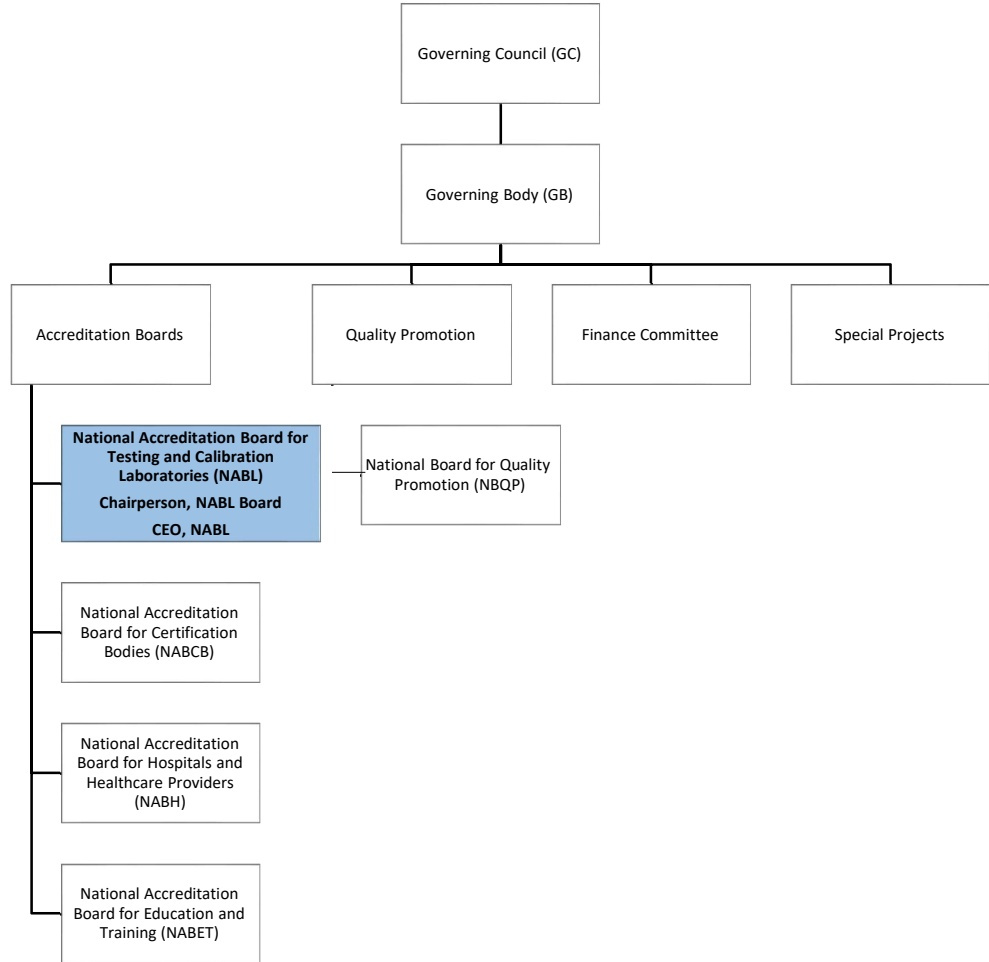 Governing Council (GC)
Governing Body (GB)
Accreditation Boards
Quality Promotion
Finance Committee
Special Projects
National Accreditation Board for
Testing and Calibration
Laboratories (NABL)
Chairperson, NABL Board
CEO, NABL
National Board for Quality
Promotion (NBQP)
National Accreditation
Board for Certification
Bodies (NABCB)
National Accreditation
Board for Hospitals and
Healthcare Providers
(NABH)
National Accreditation
Board for Education and
Training (NABET)